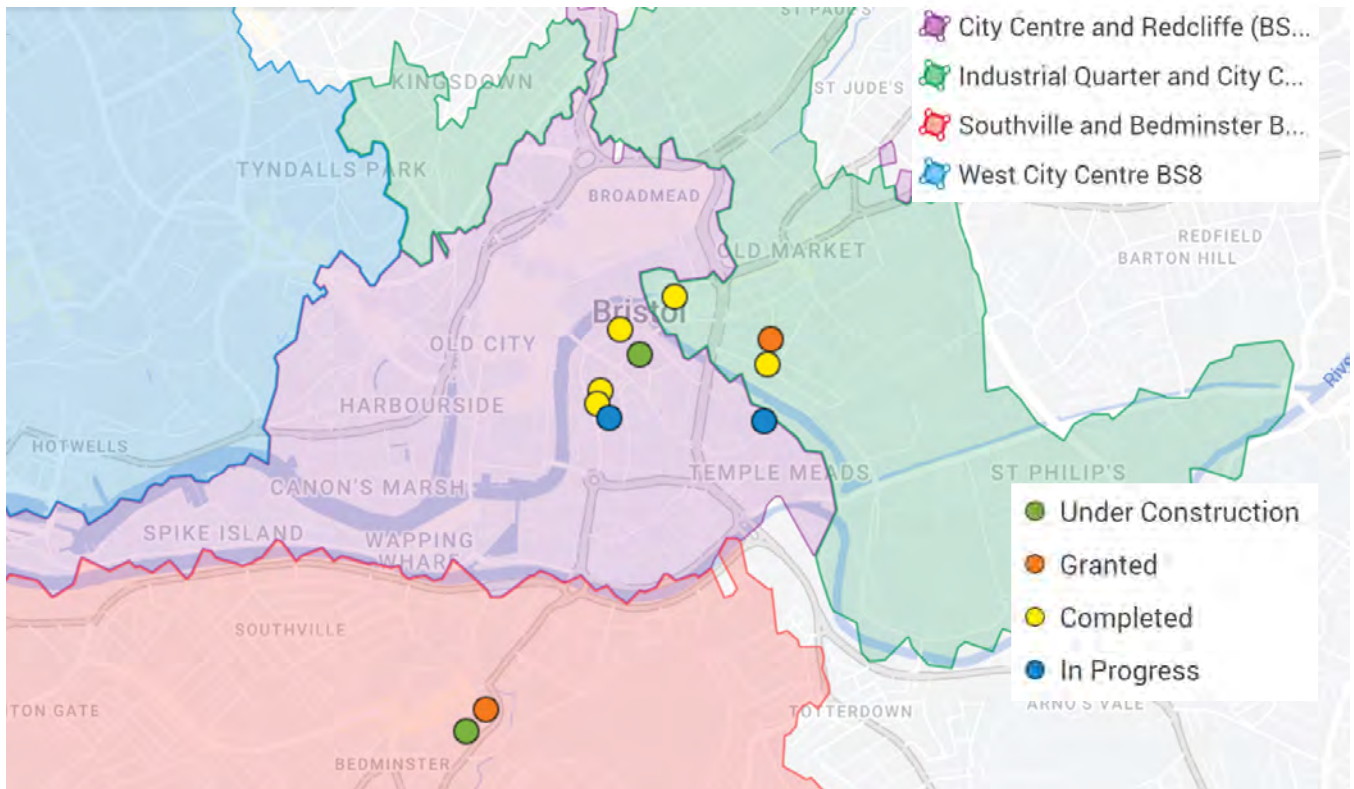 ST PAUL'S
City Centre and Redcliffe (BS...
KINGSDOWN
Industrial Quarter and City C...
ST JUDE'S
Southville and Bedminster B...
TYNDALLS PARK
West City Centre BS8
BROADMEAD
REDFIELD
OLD MARKET
BARTON HILL
Bristol
OLD CITY
HARBOURSIDE
HOTWELLS
TEMPLE MEADS
ST PHILIP'S
CANON'S MARSH
Under Construction
SPIKE ISLAND
WAPPING
WHARF
Granted
Completed
SOUTHVILLE
In Progress
TON GATE
TOTTERDOWN
ARNO'S VALE
BEDMINSTER